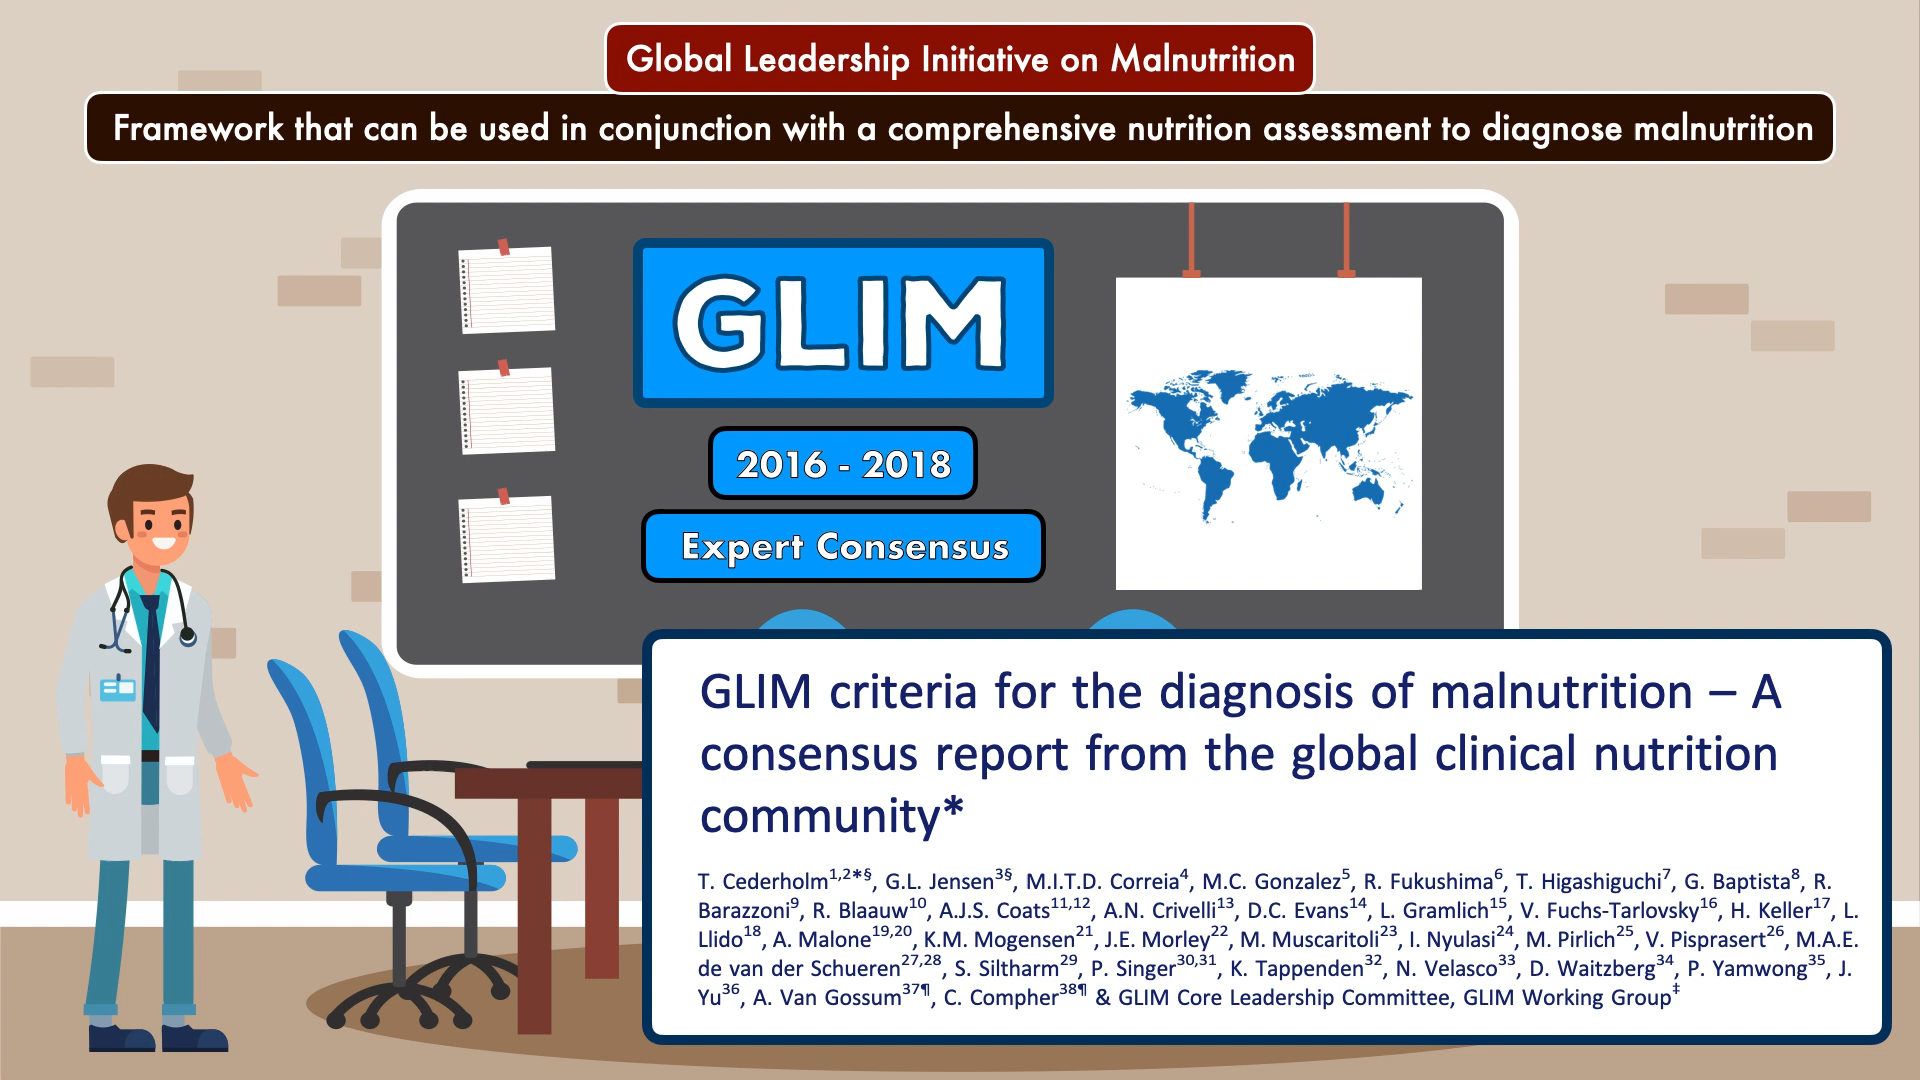 Global Leadership Initiative on Malnutrition
Framework that can be used in conjunction with a comprehensive nutrition assessment to diagnose malnutrition
GLIM
2016 - 2018
Expert Consensus
GLIM criteria for the diagnosis of malnutrition – A
consensus report from the global clinical nutrition
community*
T. Cederholm1,2*§, G.L. Jensen3§, M.I.T.D. Correia4, M.C. Gonzalez5, R. Fukushima6, T. Higashiguchi7, G. Baptista8, R.
Barazzoni9, R. Blaauw10, A.J.S. Coats11,12, A.N. Crivelli13, D.C. Evans14, L. Gramlich15, V. Fuchs-Tarlovsky16, H. Keller17, L.
Llido18, A. Malone19,20, K.M. Mogensen21, J.E. Morley22, M. Muscaritoli23, I. Nyulasi24, M. Pirlich25, V. Pisprasert26, M.A.E.
de van der Schueren27,28, S. Siltharm29, P. Singer30,31, K. Tappenden32, N. Velasco33, D. Waitzberg34, P. Yamwong35, J.
Yu36, A. Van Gossum37¶, C. Compher38¶ & GLIM Core Leadership Committee, GLIM Working Group‡